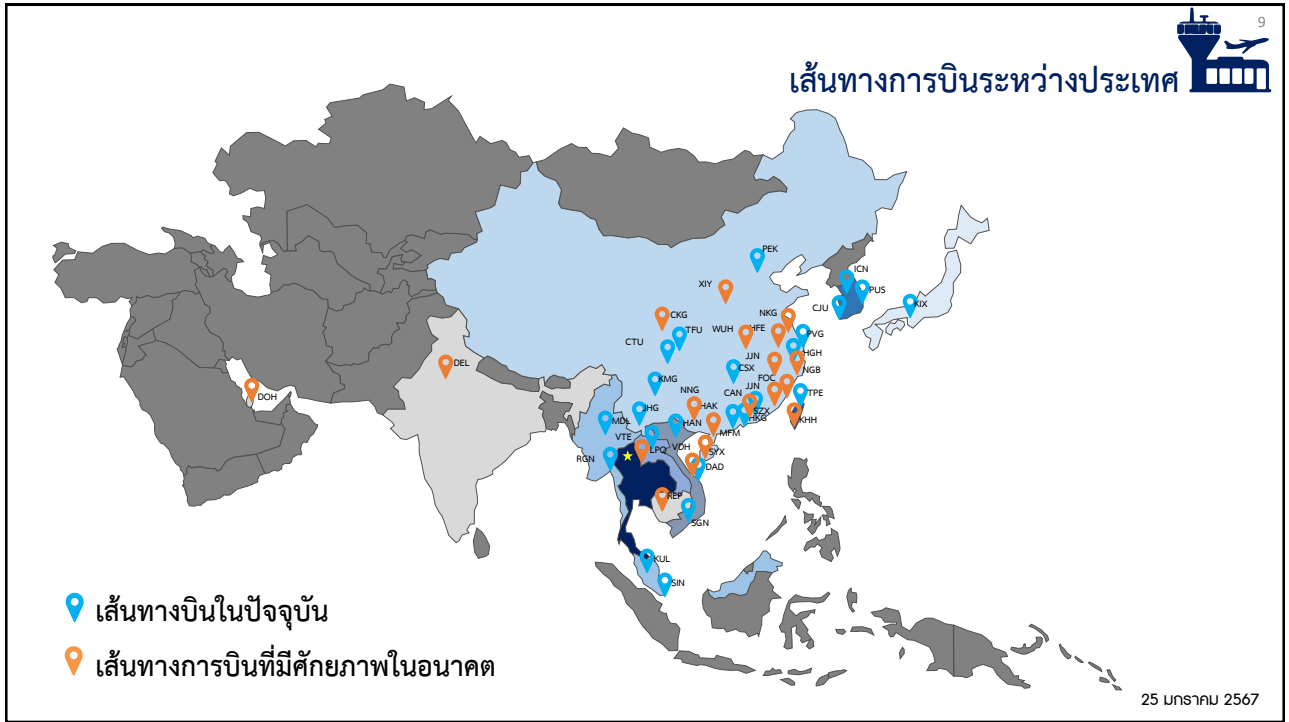 9
เส้นทางการบินระหว่างประเทศ
PEK
ICN
XIY
PUS
CJU
KIX
CKG
NKG
TFU
WUH
HFE
PVG
CTU
HGH
JJN
NGB
DEL
CSX
KMG
FOC
DOH
NNG
CAN
JJN
TPE
JHG
HAK
SZX
MDL
HAN
HKG
KHH
VTE
MFM
RGN
LPQ
VDH
SYX
DAD
REP
SGN
KUL
SIN
เส้นทางบินในปัจจุบัน
เส้นทางการบินที่มีศักยภาพในอนาคต
25 มกราคม 2567